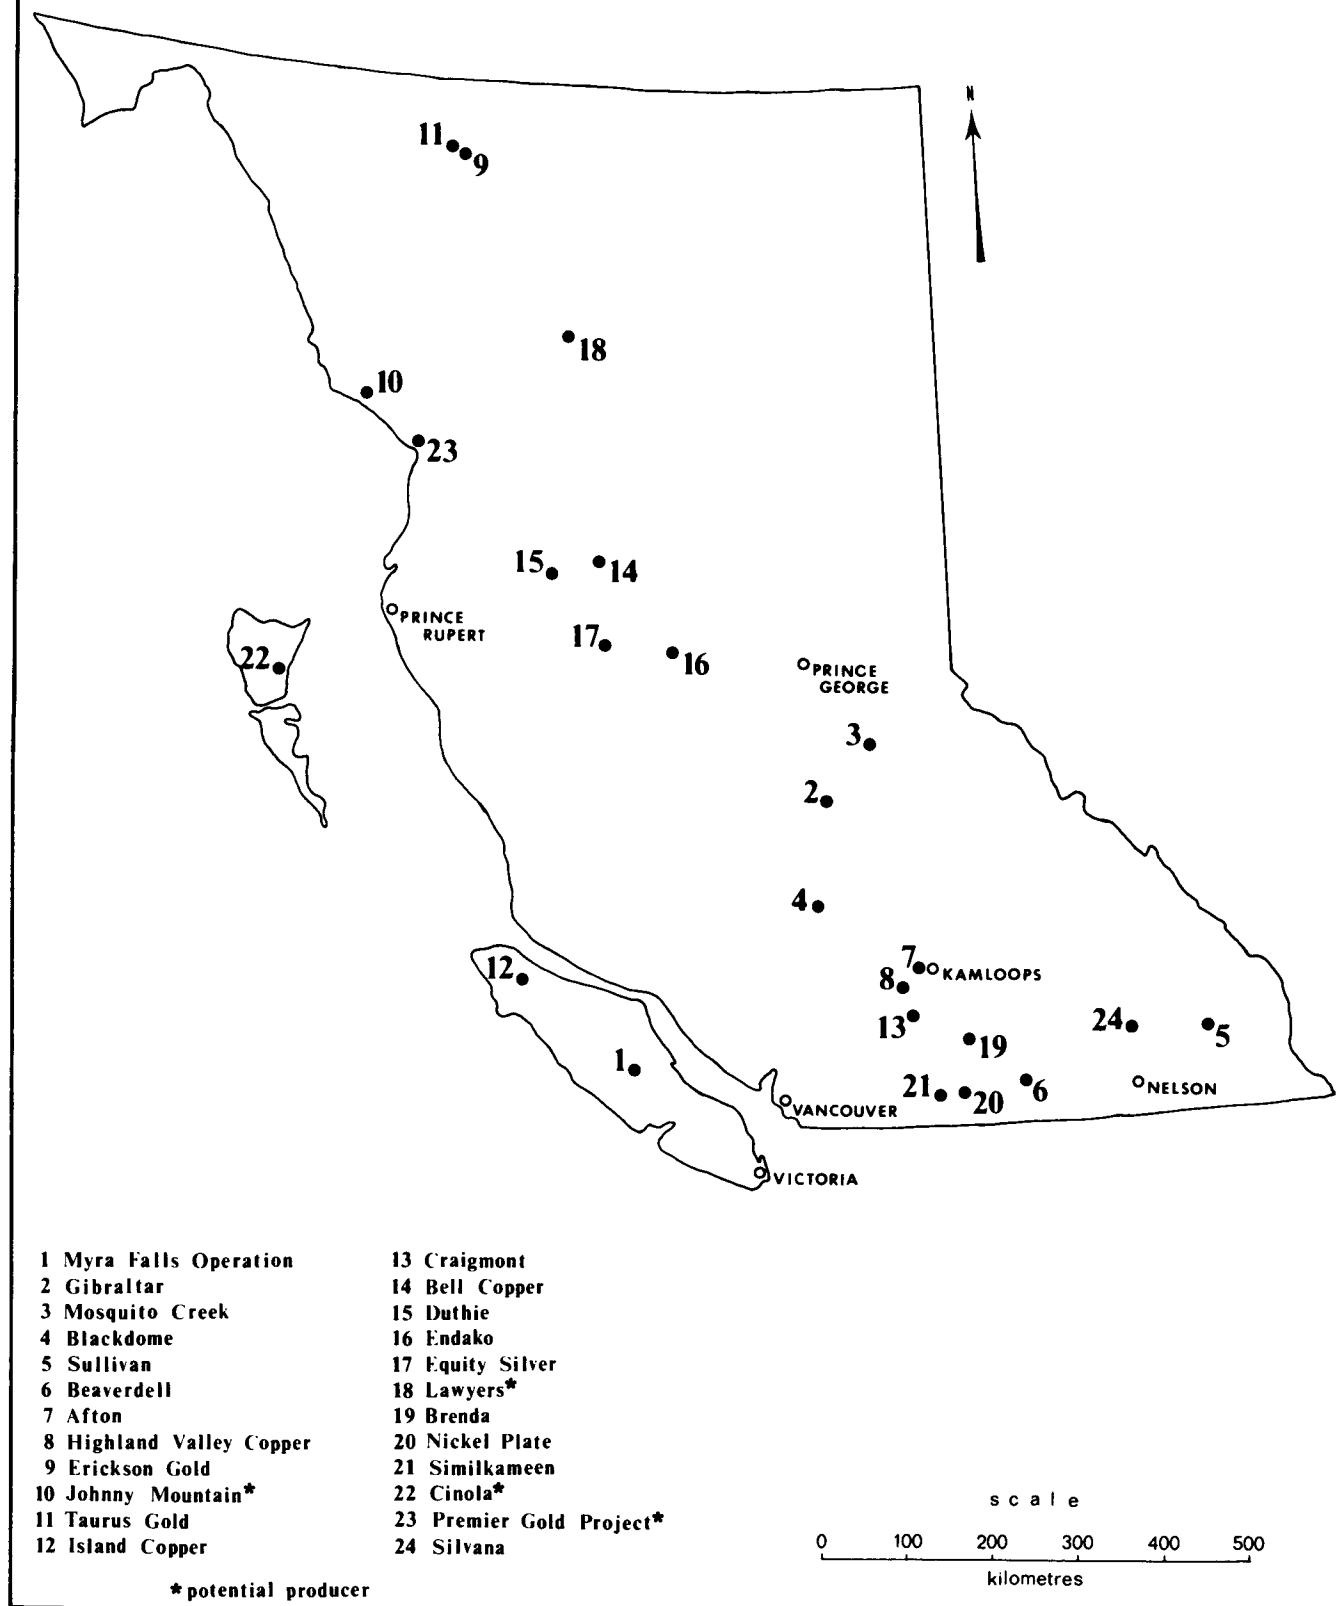 N
11
9
18
10
23
15
14
PRINCE
RUPERT
17
16
22
PRINCE
GEORGE
3
2
4
12
7
KAMLOOPS
8
13
24
5
19
1
21
20
6
NELSON
VANCOUVER
VICTORIA
1 Myra Falls Operation
2 Gibraltar
3 Mosquito Creek
4 Blackdome
5 Sullivan
6 Beaverdell
7 Afton
8 Highland Valley Copper
9 Erickson Gold
10 Johnny Mountain*
11 Taurus Gold
12 Island Copper
13 Craigmont
14 Bell Copper
15 Duthie
16 Endako
17 Equity Silver
18 Lawyers*
19 Brenda
20 Nickel Plate
21 Similkameen
22 Cinola*
23 Premier Gold Project*
24 Silvana
*potential producer
scale
0 100 200 300 400 500
kilometres